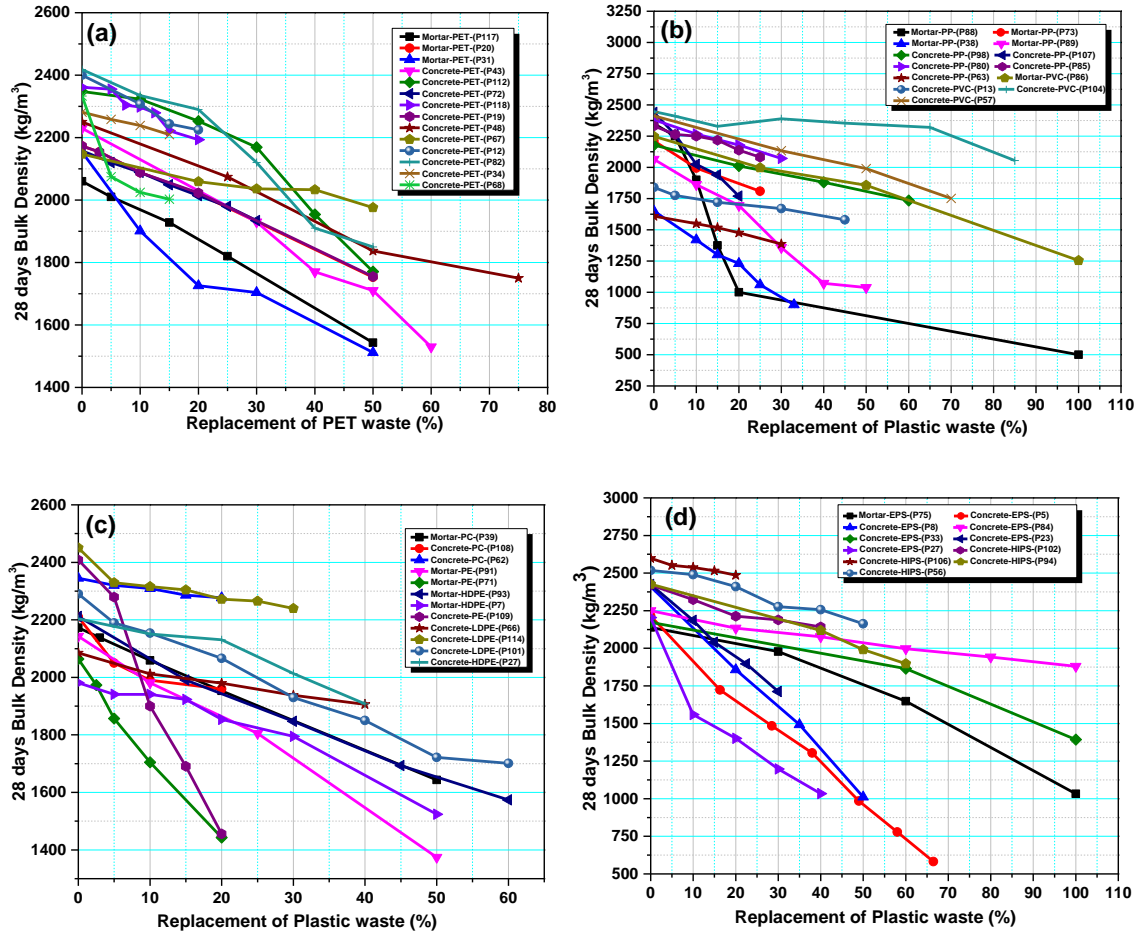 (a)
28 days Bulk Density (kg/m³)
2600
2400
2200
2000
1800
1600
1400
0 10 20 30 40 50 60 70 80
Replacement of PET waste (%)
Mortar-PET-(P117)
Mortar-PET-(P20)
Mortar-PET-(P31)
Concrete-PET-(P43)
Concrete-PET-(P112)
Concrete-PET-(P72)
Concrete-PET-(P118)
Concrete-PET-(P19)
Concrete-PET-(P48)
Concrete-PET-(P67)
Concrete-PET-(P12)
Concrete-PET-(P82)
Concrete-PET-(P34)
Concrete-PET-(P68)
(b)
28 days Bulk Density (kg/m³)
3250
3000
2750
2500
2250
2000
1750
1500
1250
1000
750
500
250
0 10 20 30 40 50 60 70 80 90 100 110
Replacement of Plastic waste (%)
Mortar-PP-(P88) Mortar-PP-(P73)
Mortar-PP-(P38) Mortar-PP-(P89)
Concrete-PP-(P98) Concrete-PP-(P107)
Concrete-PP-(P80) Concrete-PP-(P85)
Concrete-PP-(P63) Mortar-PVC-(P86)
Concrete-PVC-(P13) Concrete-PVC-(P104)
Concrete-PVC-(P57)
(c)
28 days Bulk Density (kg/m³)
2600
2400
2200
2000
1800
1600
1400
0 10 20 30 40 50 60
Replacement of Plastic waste (%)
Mortar-PC-(P39)
Concrete-PC-(P108)
Concrete-PC-(P62)
Mortar-PE-(P91)
Mortar-PE-(P71)
Mortar-HDPE-(P93)
Mortar-HDPE-(P7)
Concrete-PE-(P109)
Concrete-LDPE-(P66)
Concrete-LDPE-(P114)
Concrete-LDPE-(P101)
Concrete-HDPE-(P27)
(d)
28 days Bulk Density (kg/m³)
3000
2750
2500
2250
2000
1750
1500
1250
1000
750
500
0 10 20 30 40 50 60 70 80 90 100 110
Replacement of Plastic waste (%)
Mortar-EPS-(P75) Concrete-EPS-(P5)
Concrete-EPS-(P8) Concrete-EPS-(P84)
Concrete-EPS-(P33) Concrete-EPS-(P23)
Concrete-EPS-(P27) Concrete-HIPS-(P102)
Concrete-HIPS-(P106) Concrete-HIPS-(P94)
Concrete-HIPS-(P56)